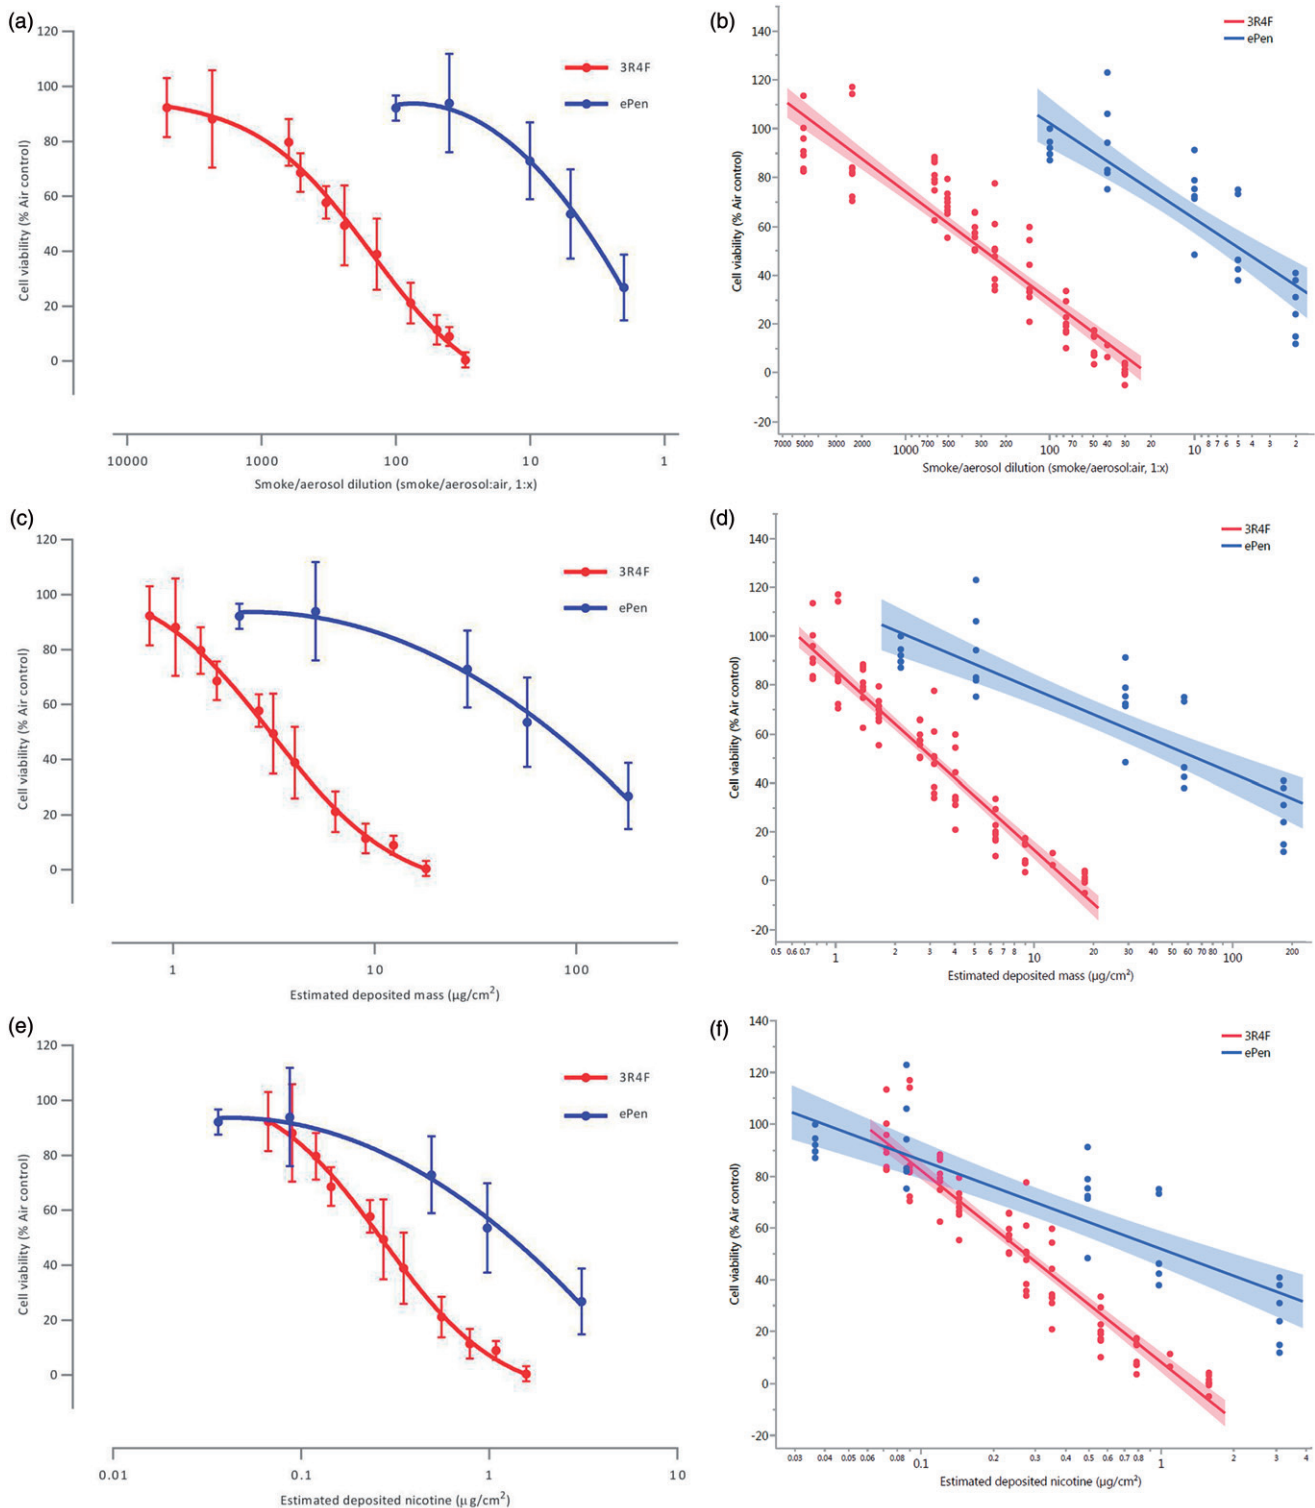 (a)
120
100
80
60
40
20
0
Cell viability (% Air control)
3R4F
ePen
10000 1000 100 10 1
Smoke/aerosol dilution (smoke/aerosol:air, 1:x)
(b)
140
120
100
80
60
40
20
0
-20
Cell viability (% Air control)
3R4F
ePen
7000 5000 3000 2000 1000 700 500 300 200 100 70 50 40 30 20 10 8 7 6 5 4 3 2
Smoke/aerosol dilution (smoke/aerosol:air, 1:x)
(c)
120
100
80
60
40
20
0
Cell viability (% Air control)
3R4F
ePen
1 10 100
Estimated deposited mass (µg/cm²)
(d)
140
120
100
80
60
40
20
0
-20
Cell viability (% Air control)
3R4F
ePen
0.5 0.6 0.7 1 2 3 4 5 6 7 8 10 20 30 40 50 60 70 80 100 200
Estimated deposited mass (µg/cm²)
(e)
120
100
80
60
40
20
0
Cell viability (% Air control)
3R4F
ePen
0.01 0.1 1 10
Estimated deposited nicotine (µg/cm²)
(f)
140
120
100
80
60
40
20
0
-20
Cell viability (% Air control)
3R4F
ePen
0.03 0.04 0.05 0.06 0.08 0.1 0.2 0.3 0.4 0.5 0.6 0.7 0.8 1 2 3 4
Estimated deposited nicotine (µg/cm²)